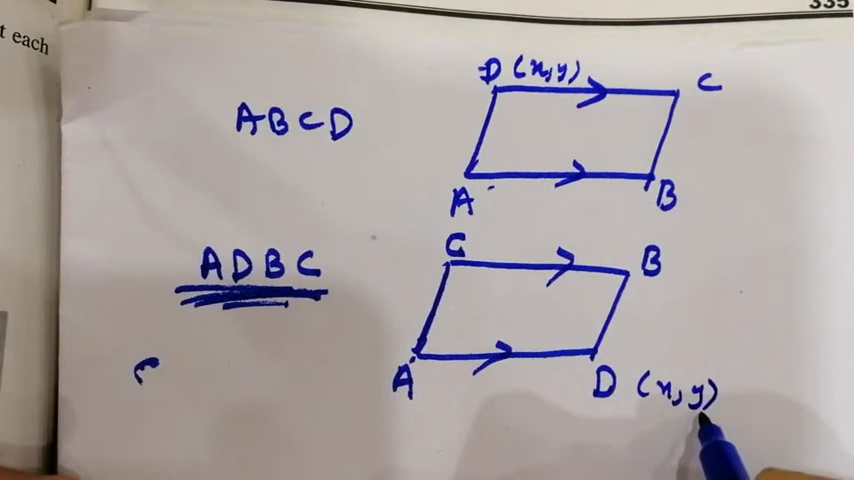 335
t each
D (x,y) C
ABCD
A B
C B
ADBC
A D (x,y)